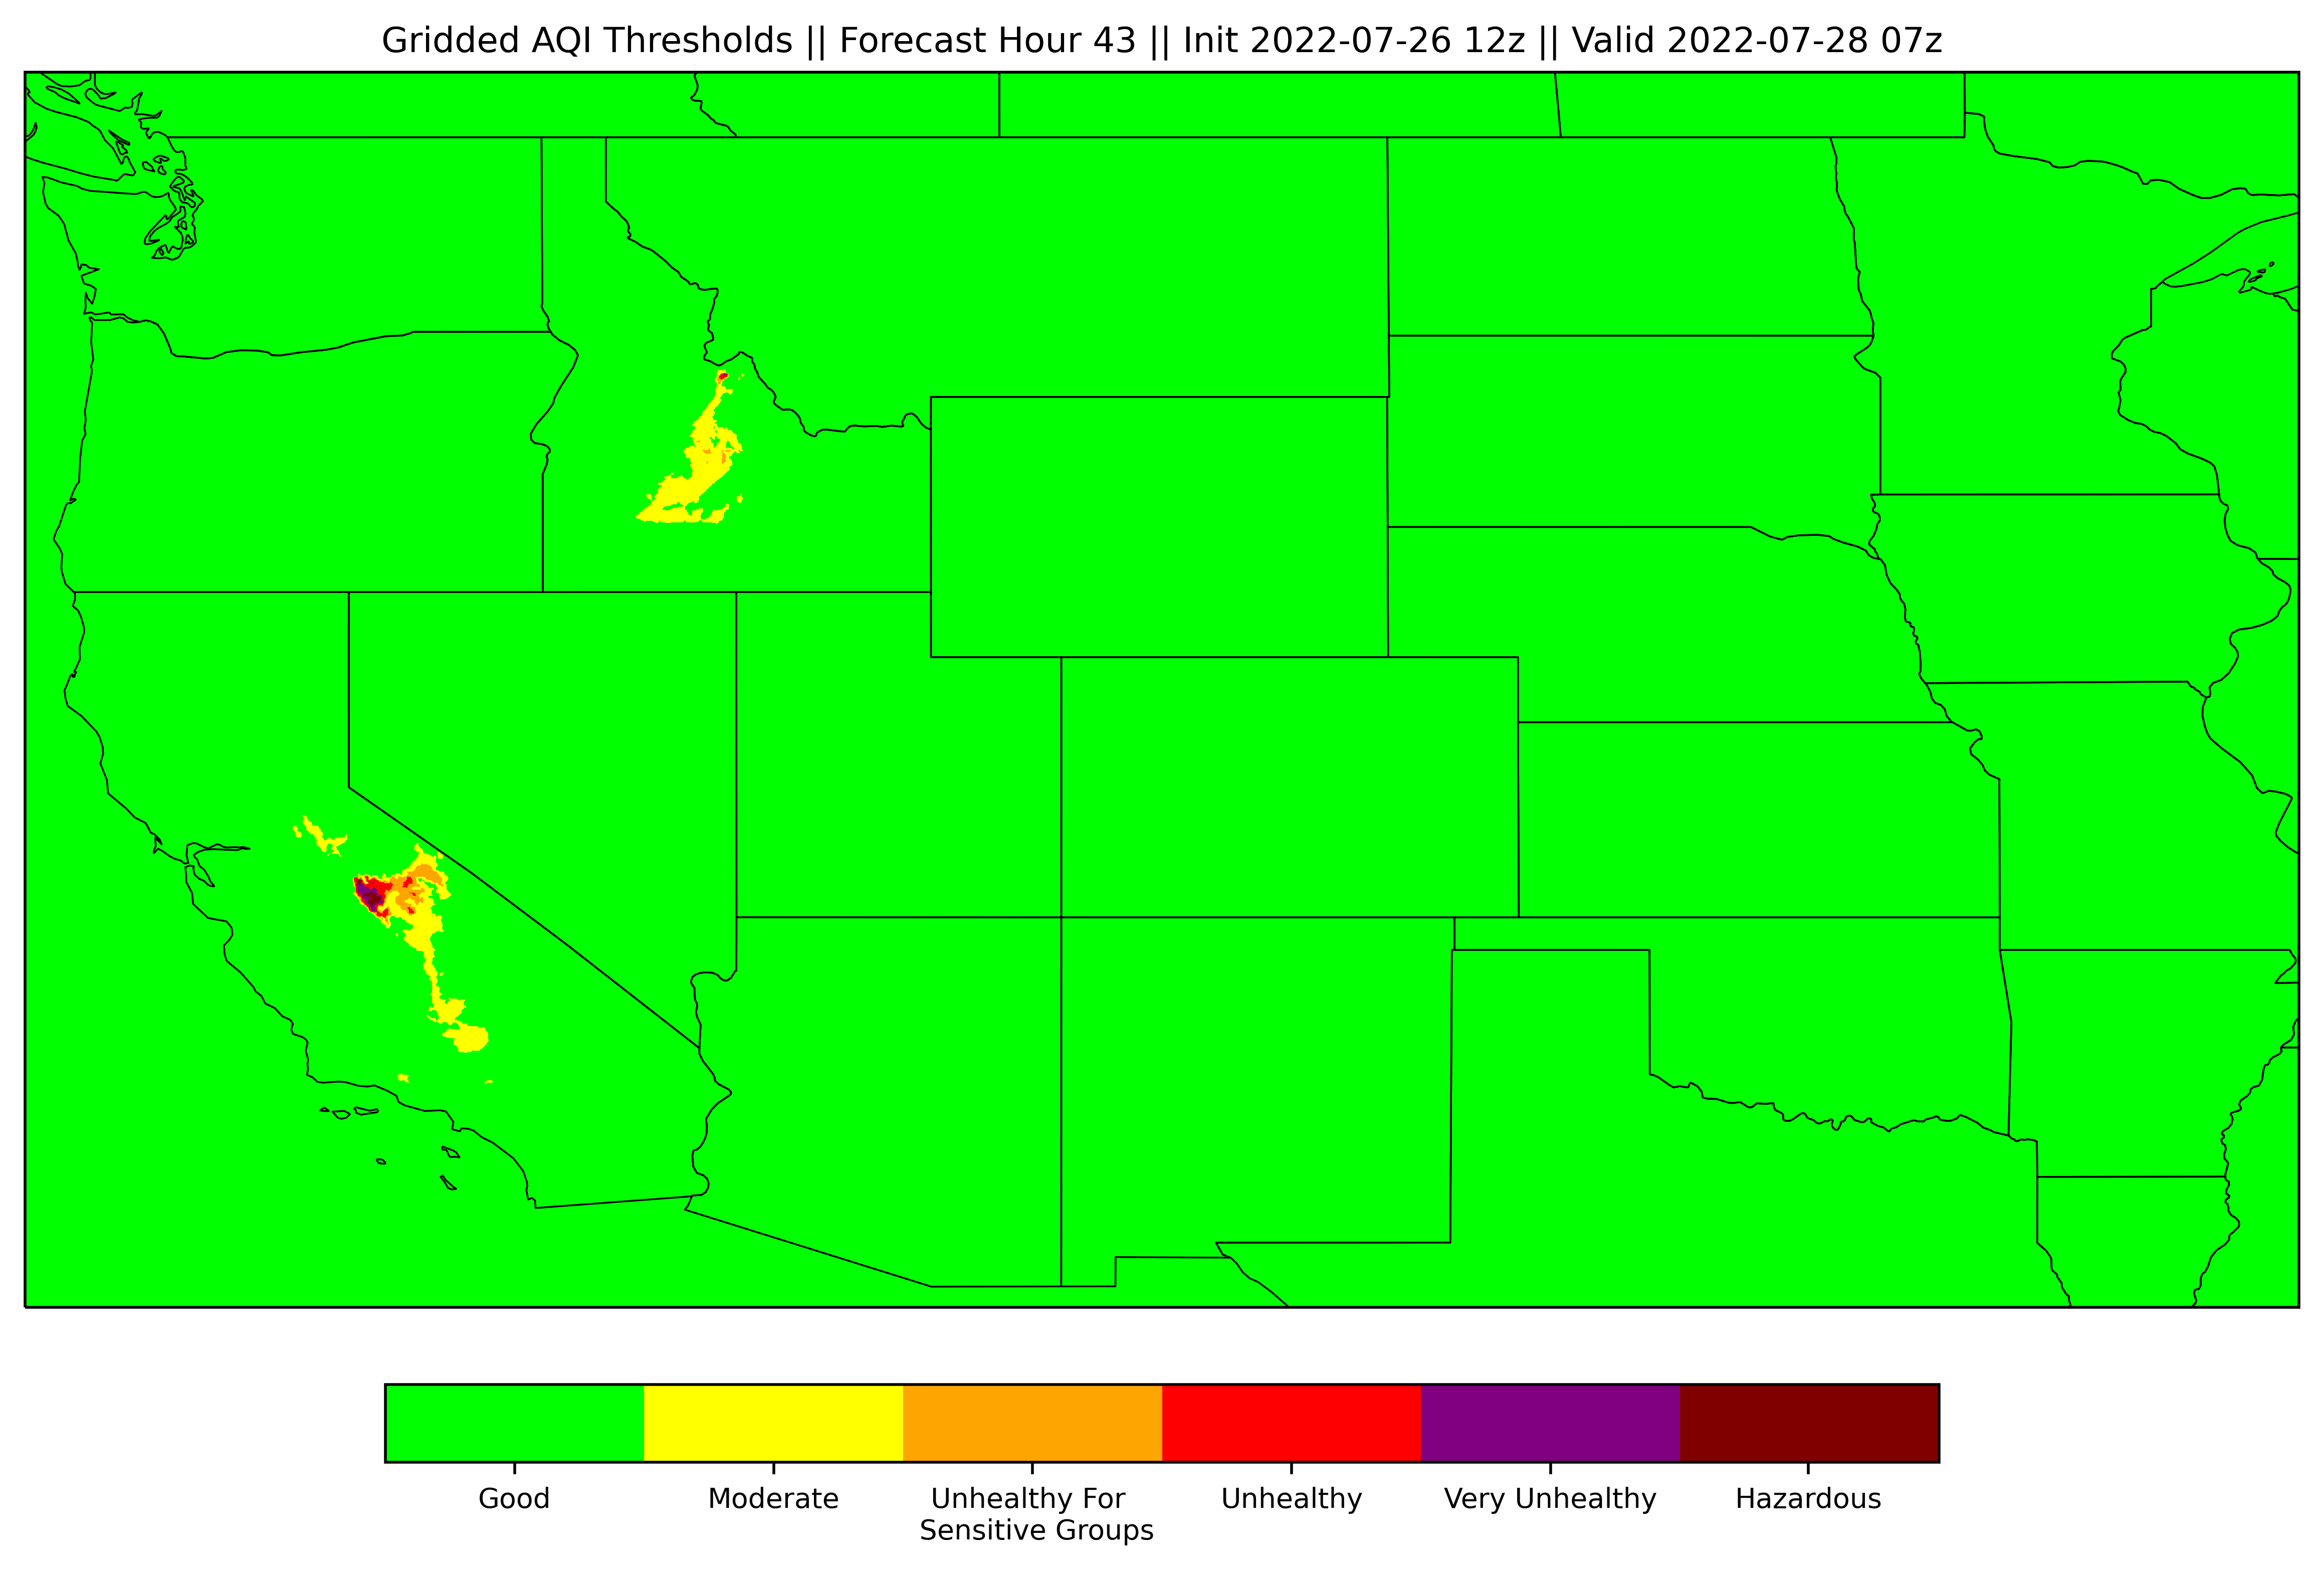 Gridded AQI Thresholds || Forecast Hour 43 || Init 2022-07-26 12z || Valid 2022-07-28 07z
Good
Moderate
Unhealthy For
Sensitive Groups
Unhealthy
Very Unhealthy
Hazardous